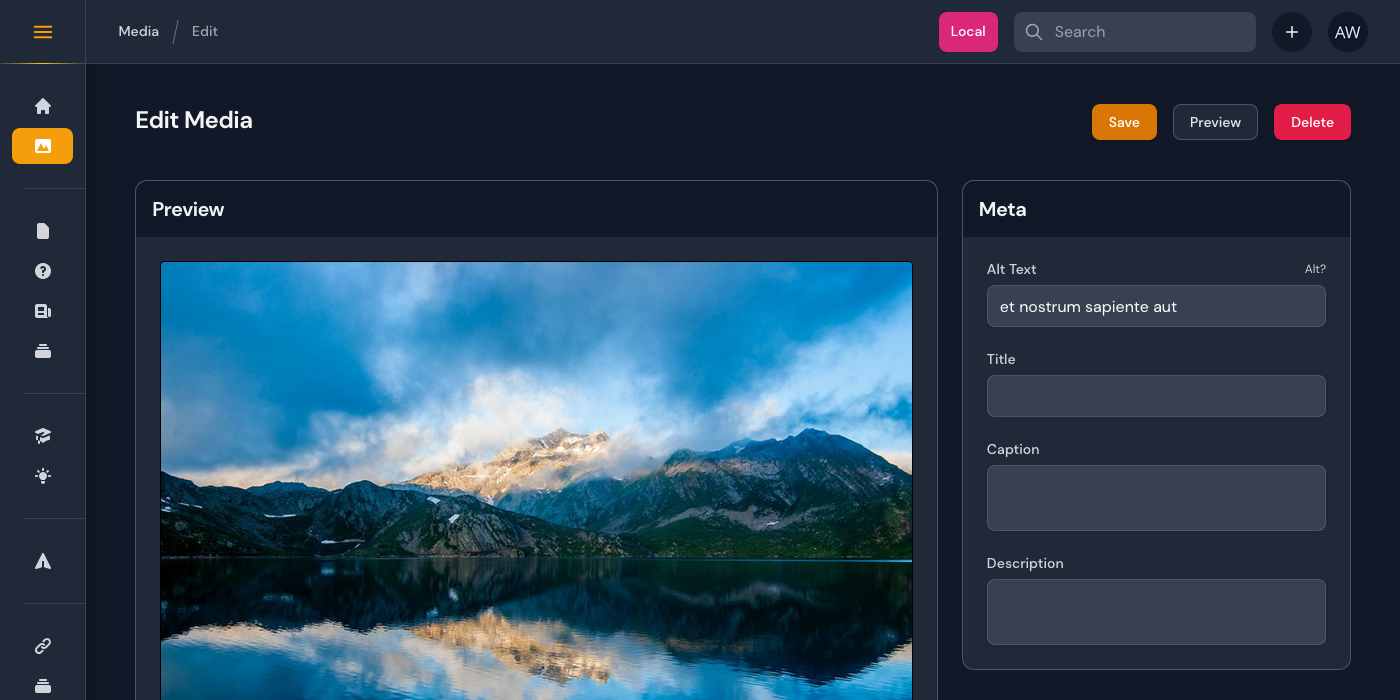 Media
Edit
Local
Search
AW
Edit Media
Save
Preview
Delete
Preview
Meta
Alt Text
Alt?
et nostrum sapiente aut
Title
Caption
Description